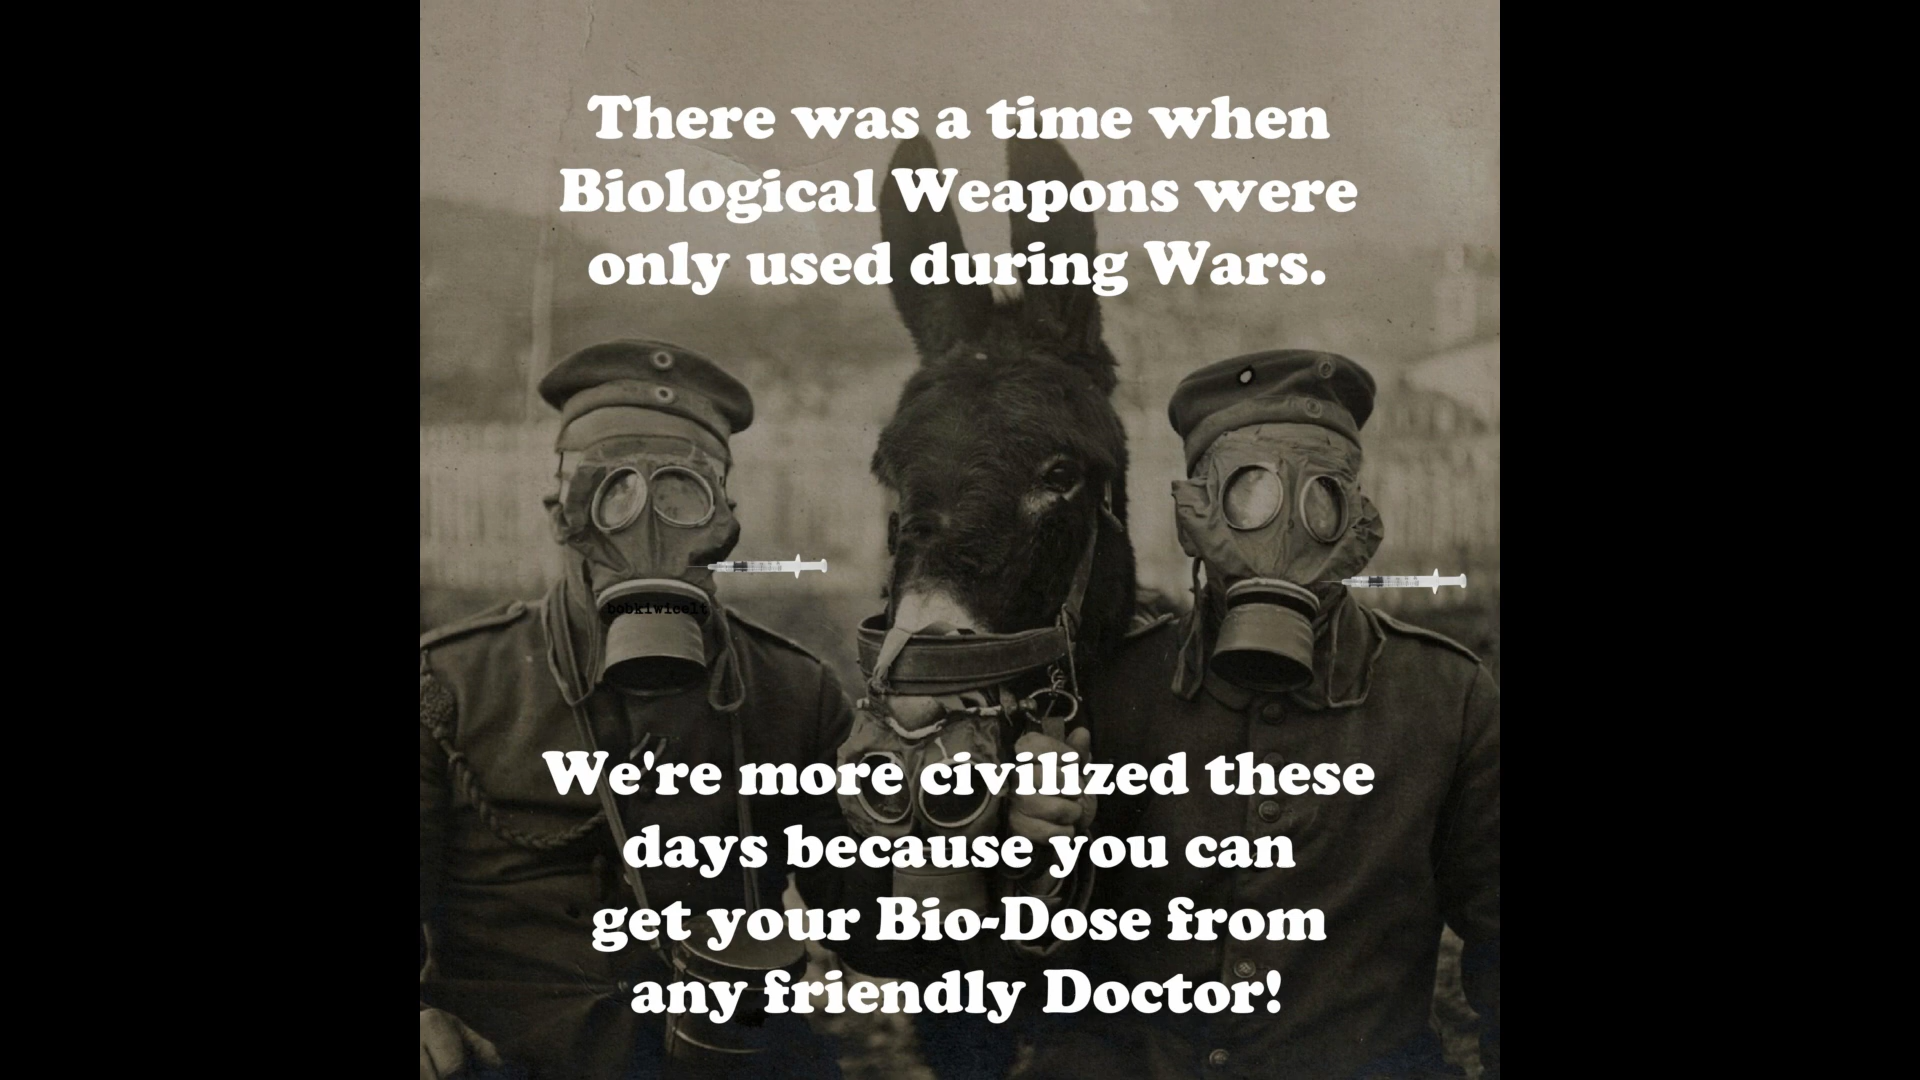 There was a time when
Biological Weapons were
only used during Wars.
bobkiwicelt
We're more civilized these
days because you can
get your Bio-Dose from
any friendly Doctor!